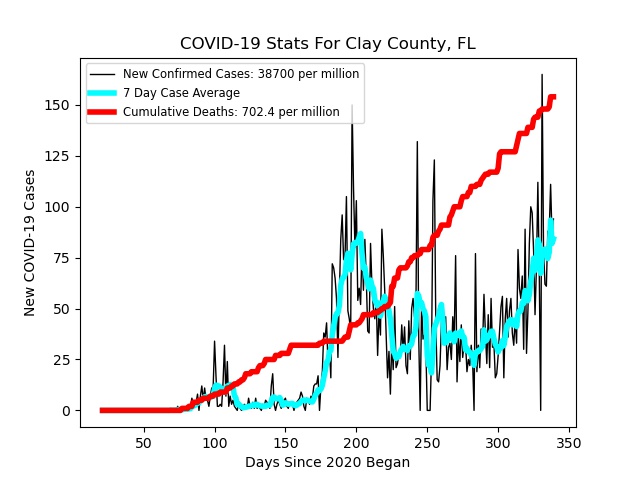 COVID-19 Stats For Clay County, FL
New Confirmed Cases: 38700 per million
7 Day Case Average
Cumulative Deaths: 702.4 per million
New COVID-19 Cases
150
125
100
75
50
25
0
50
100
150
200
250
300
350
Days Since 2020 Began